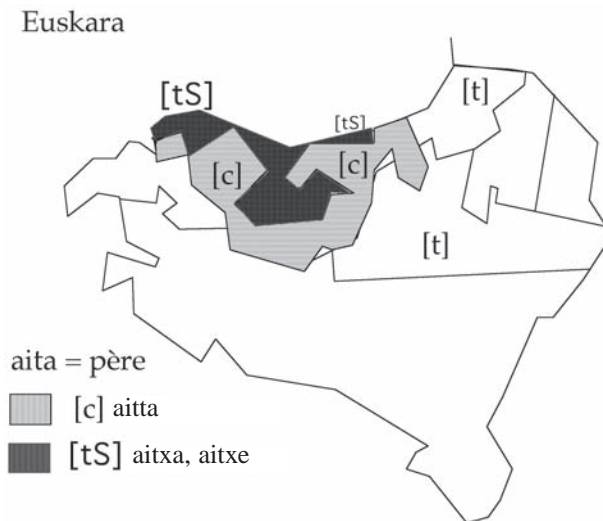 Euskara
[t]
[tS]
[tS]
[c]
[c]
[t]
aita = père
[c] aitta
[tS] aitxa, aitxe